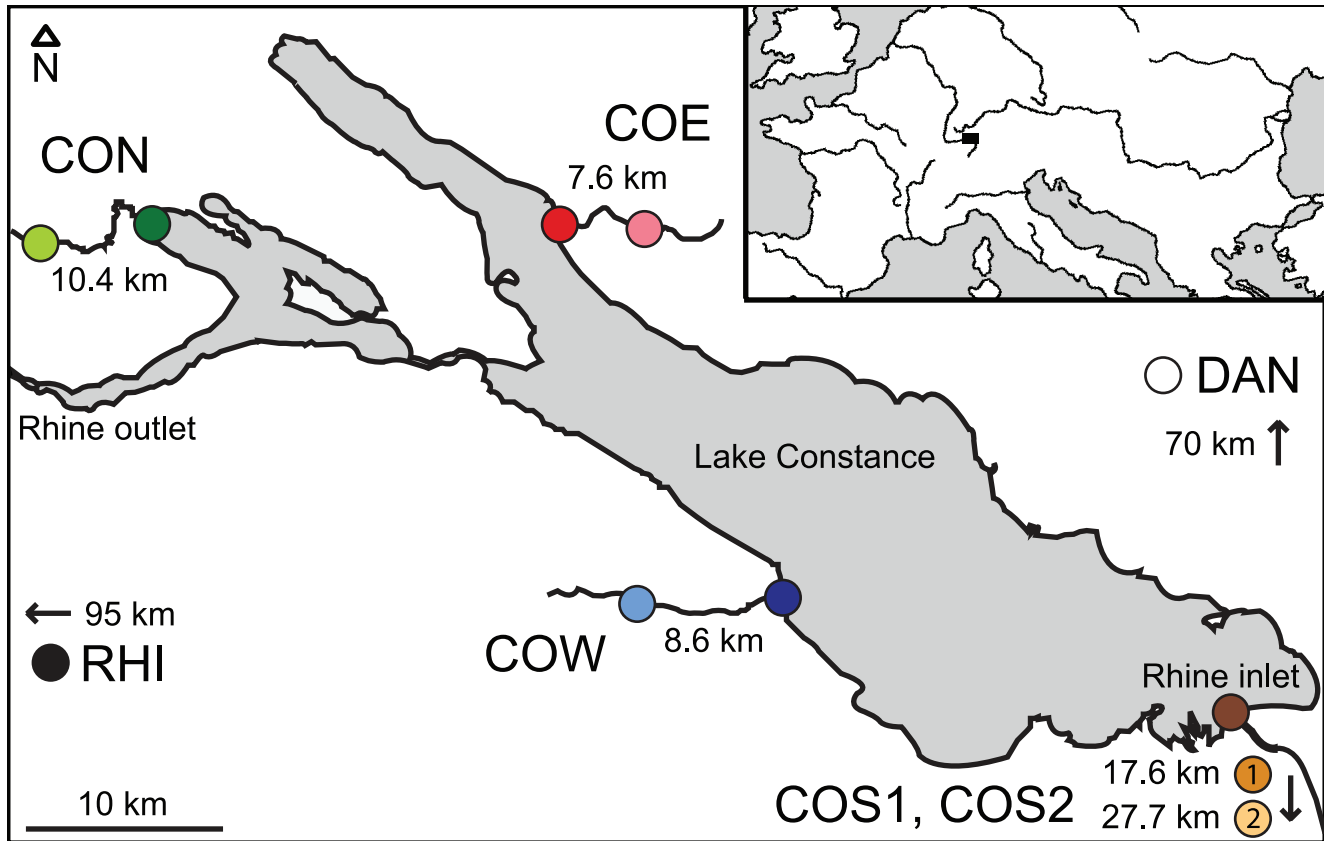 N
CON
COE
7.6 km
10.4 km
Rhine outlet
DAN
70 km
Lake Constance
95 km
RHI
COW
8.6 km
Rhine inlet
10 km
COS1, COS2
17.6 km 1
27.7 km 2